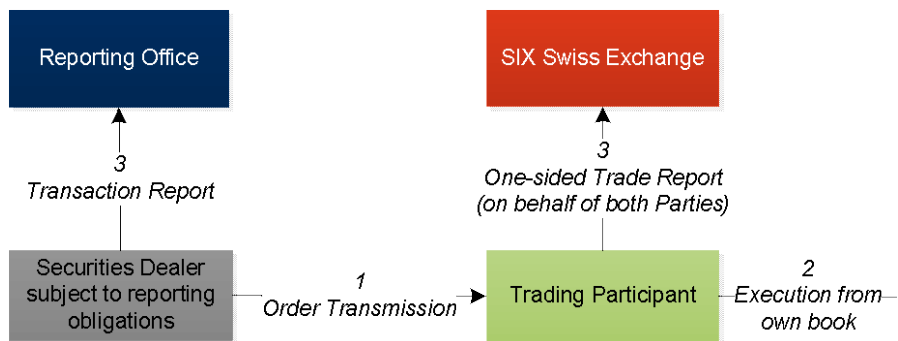 Reporting Office
SIX Swiss Exchange
3
Transaction Report
3
One-sided Trade Report
(on behalf of both Parties)
Securities Dealer
subject to reporting
obligations
1
Order Transmission
Trading Participant
2
Execution from
own book